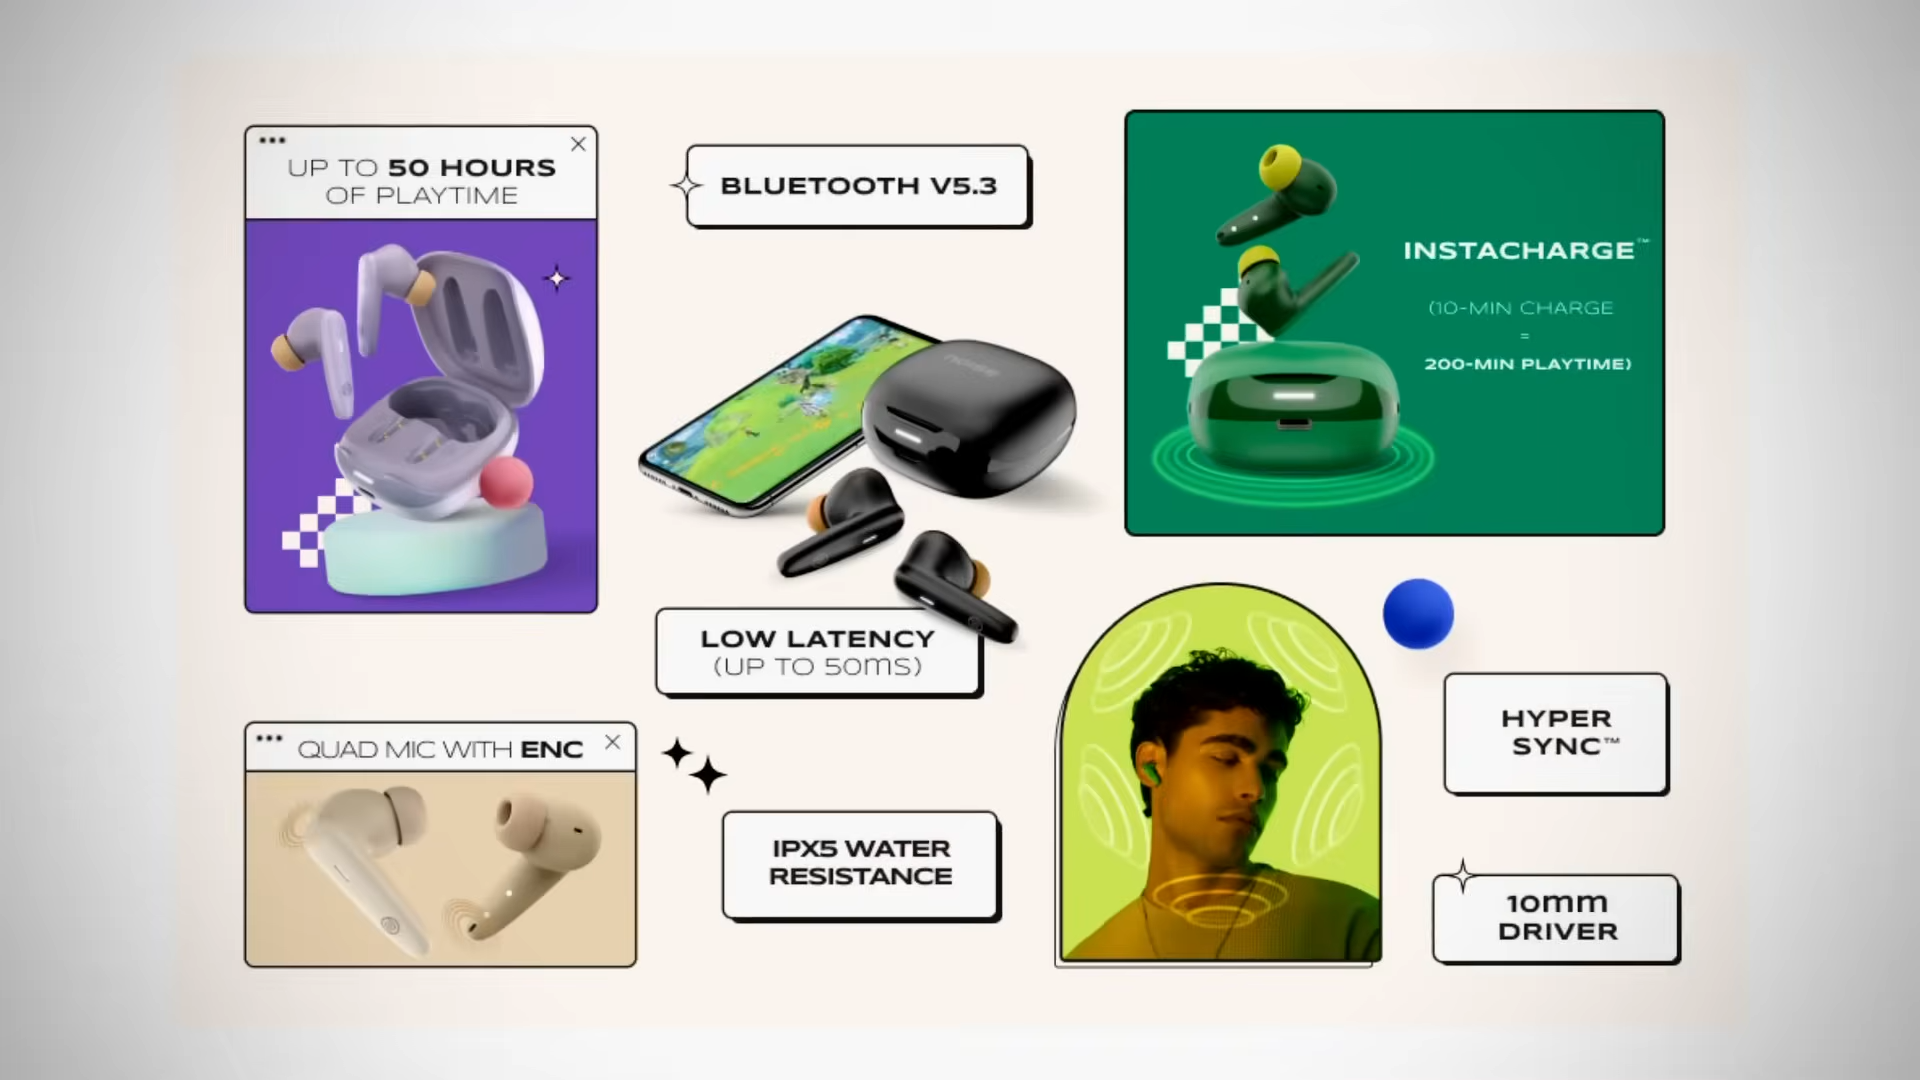 UP TO 50 HOURS
OF PLAYTIME
BLUETOOTH V5.3
INSTACHARGE™
(10-MIN CHARGE
=
200-MIN PLAYTIME)
noise
LOW LATENCY
(UP TO 50ms)
QUAD MIC WITH ENC
IPX5 WATER
RESISTANCE
HYPER
SYNC™
10mm
DRIVER